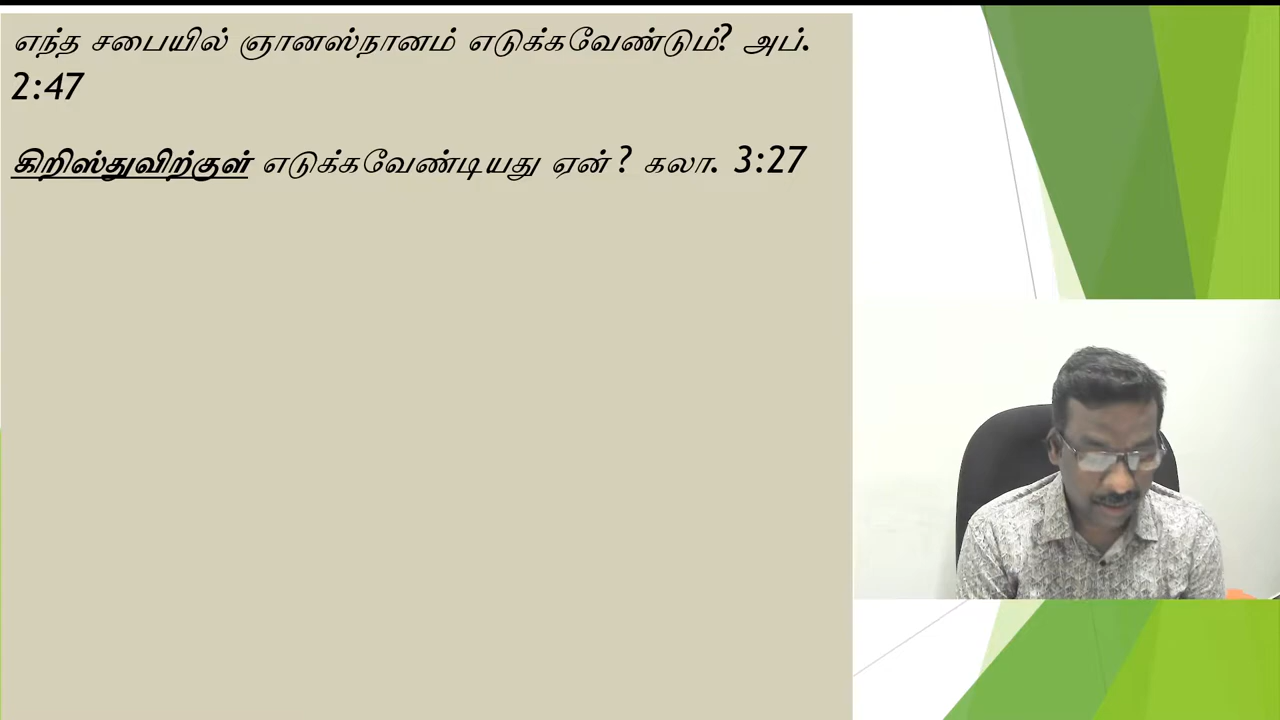 எந்த சபையில் ஞானஸ்நானம் எடுக்கவேண்டும்? அப்.
2:47
கிறிஸ்துவிற்குள் எடுக்கவேண்டியது ஏன் ? கலா. 3:27